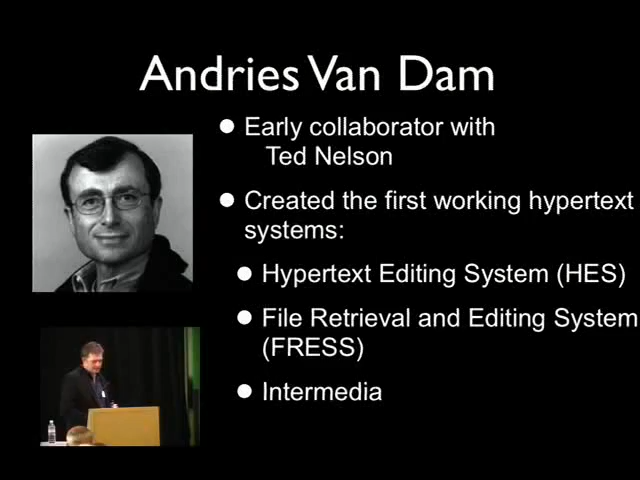 Andries Van Dam
Early collaborator with
Ted Nelson
Created the first working hypertext
systems:
Hypertext Editing System (HES)
File Retrieval and Editing System
(FRESS)
Intermedia